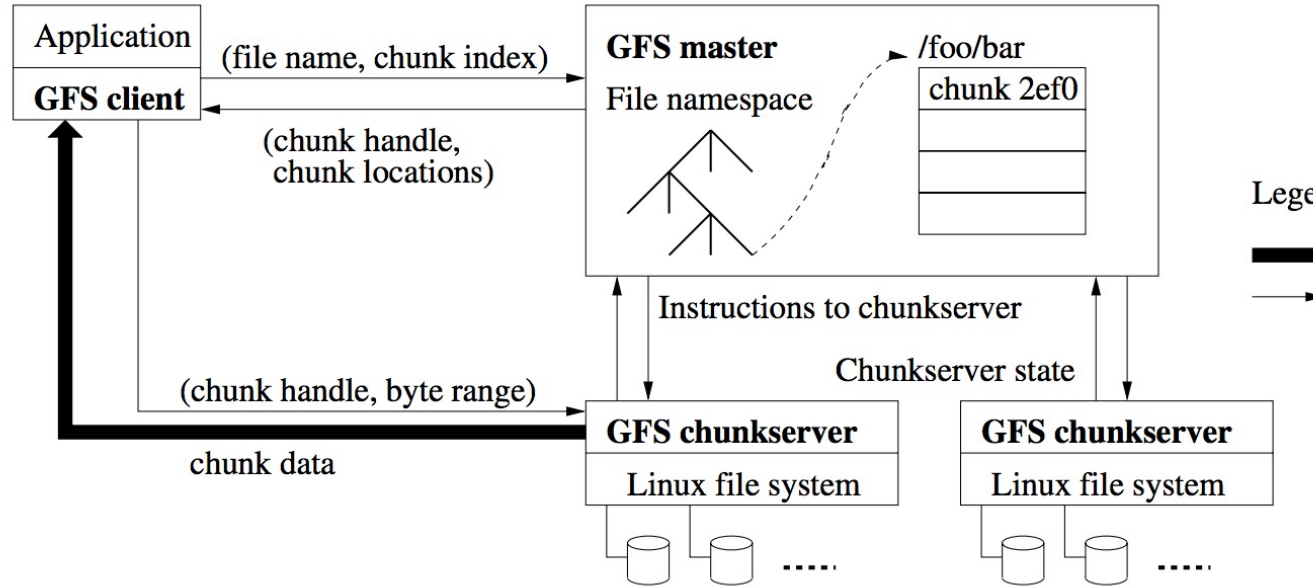 Application
GFS client
(file name, chunk index)
(chunk handle,
chunk locations)
GFS master
File namespace
/foo/bar
chunk 2ef0
Lege
Instructions to chunkserver
Chunkserver state
(chunk handle, byte range)
chunk data
GFS chunkserver
Linux file system
GFS chunkserver
Linux file system